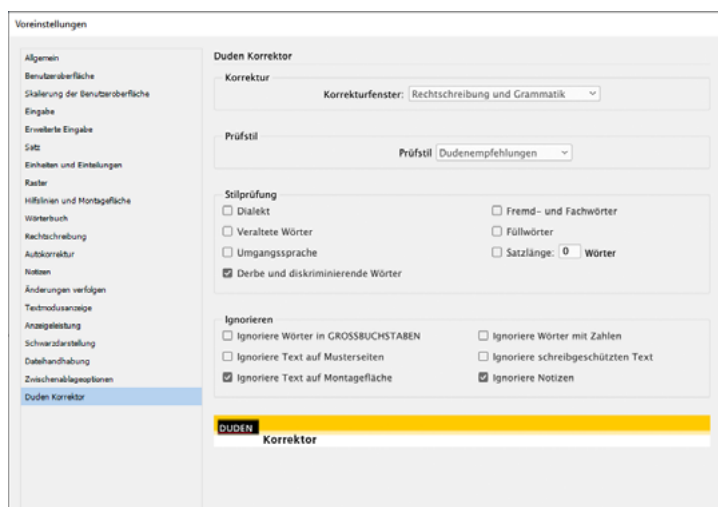 Voreinstellungen
Allgemein
Benutzeroberfläche
Skalierung der Benutzeroberfläche
Eingabe
Erweiterte Eingabe
Satz
Einheiten und Einteilungen
Raster
Hilfslinien und Montagefläche
Wörterbuch
Rechtschreibung
Autokorrektur
Notizen
Änderungen verfolgen
Textmodusanzeige
Anzeigeleistung
Schwarzdarstellung
Dateihandhabung
Zwischenablageoptionen
Duden Korrektor
Duden Korrektor
Korrektur
Korrekturfenster: Rechtschreibung und Grammatik
Prüfstil
Prüfstil Dudenempfehlungen
Stilprüfung
Dialekt
Fremd- und Fachwörter
Veraltete Wörter
Füllwörter
Umgangssprache
Satzlänge: 0 Wörter
Derbe und diskriminierende Wörter
Ignorieren
Ignoriere Wörter in GROSSBUCHSTABEN
Ignoriere Wörter mit Zahlen
Ignoriere Text auf Musterseiten
Ignoriere schreibgeschützten Text
Ignoriere Text auf Montagefläche
Ignoriere Notizen
DUDEN
Korrektor